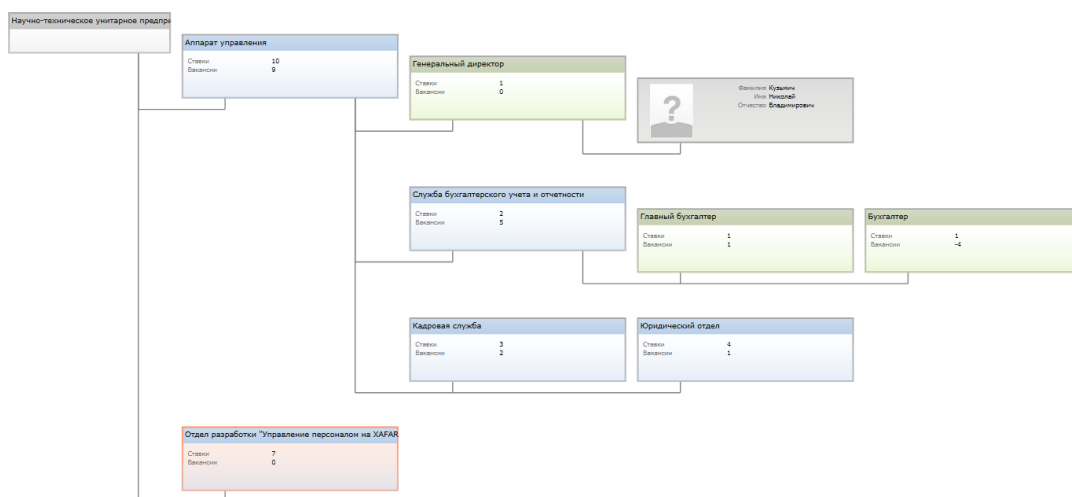 Научно-техническое унитарное предпри
Аппарат управления
Ставки 10
Вакансии 9
Генеральный директор
Ставки 1
Вакансии 0
Фамилия Кузьмич
Имя Николай
Отчество Владимирович
Служба бухгалтерского учета и отчетности
Ставки 2
Вакансии 5
Главный бухгалтер
Ставки 1
Вакансии 1
Бухгалтер
Ставки 1
Вакансии -4
Кадровая служба
Ставки 3
Вакансии 2
Юридический отдел
Ставки 4
Вакансии 1
Отдел разработки "Управление персоналон на XAFAR
Ставки 7
Вакансии 0